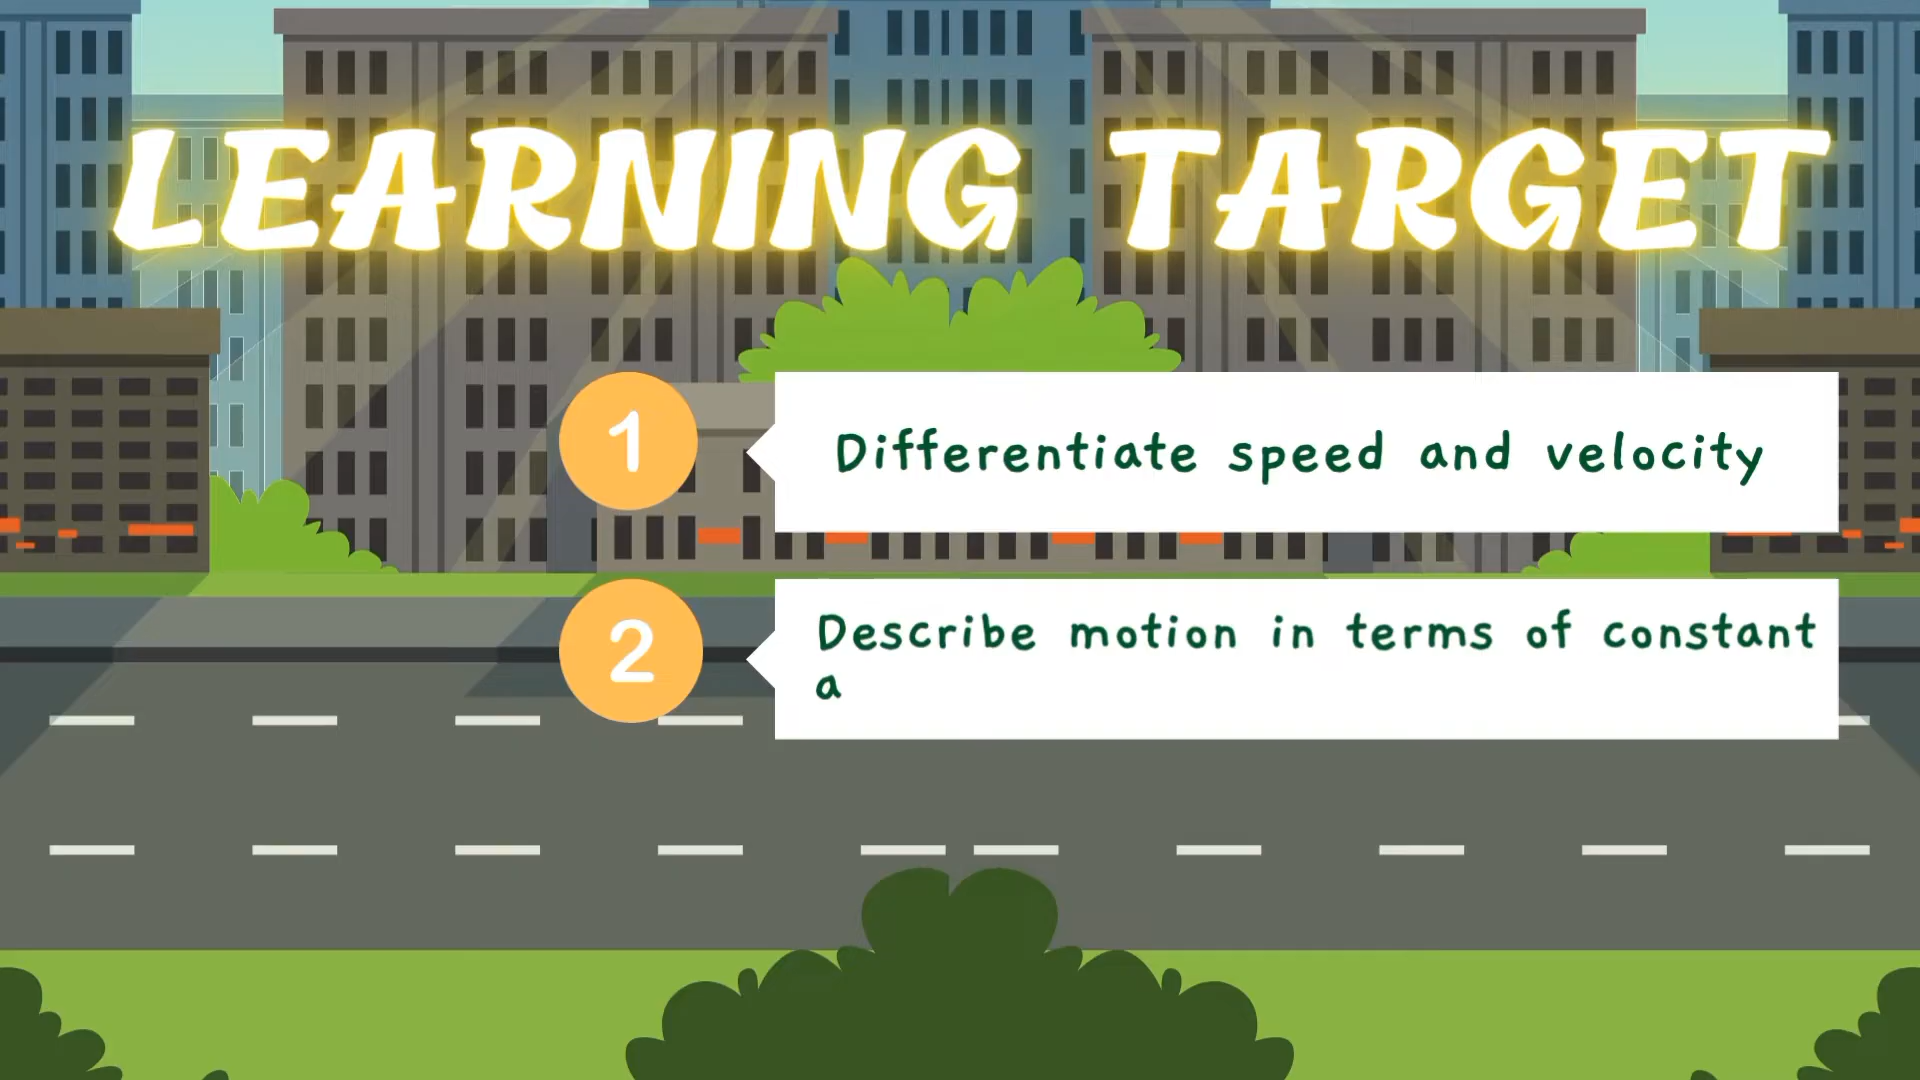 LEARNING TARGET
1
Differentiate speed and velocity
2
Describe motion in terms of constant
a